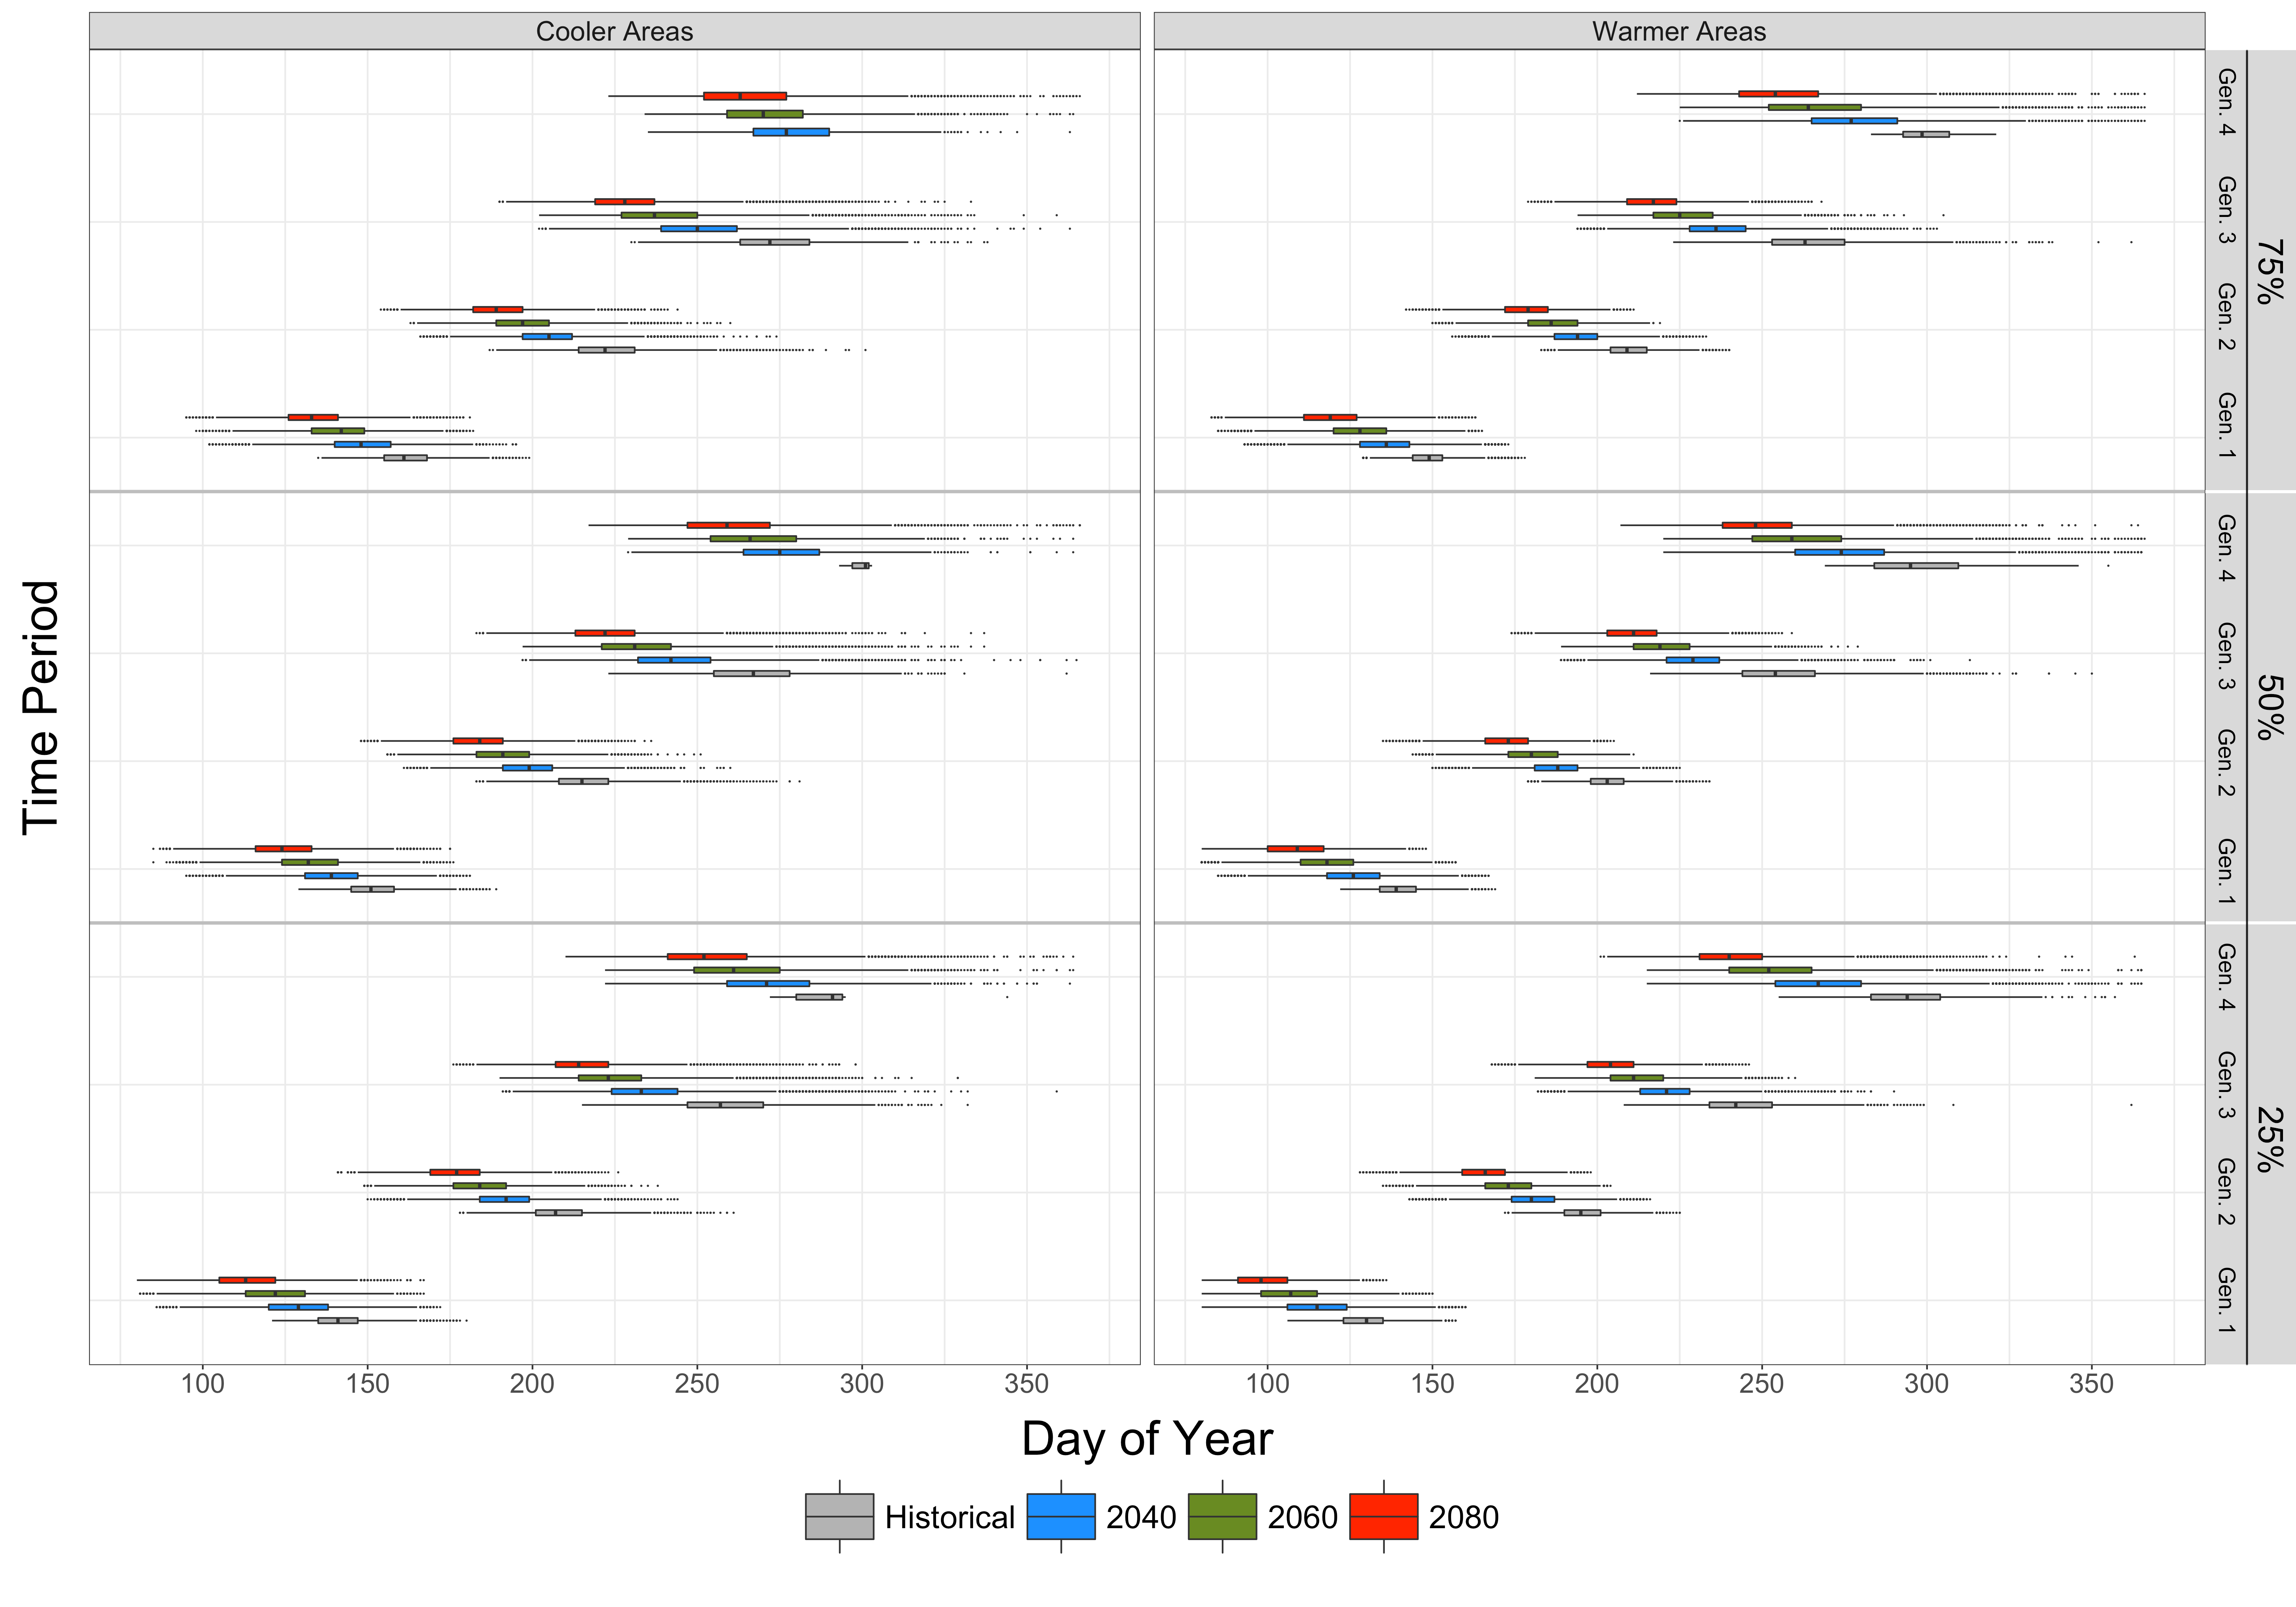 Cooler Areas
Warmer Areas
Time Period
Gen. 4
Gen. 3
Gen. 2
Gen. 1
75%
Gen. 4
Gen. 3
Gen. 2
Gen. 1
50%
Gen. 4
Gen. 3
Gen. 2
Gen. 1
25%
100 150 200 250 300 350
100 150 200 250 300 350
Day of Year
Historical 2040 2060 2080